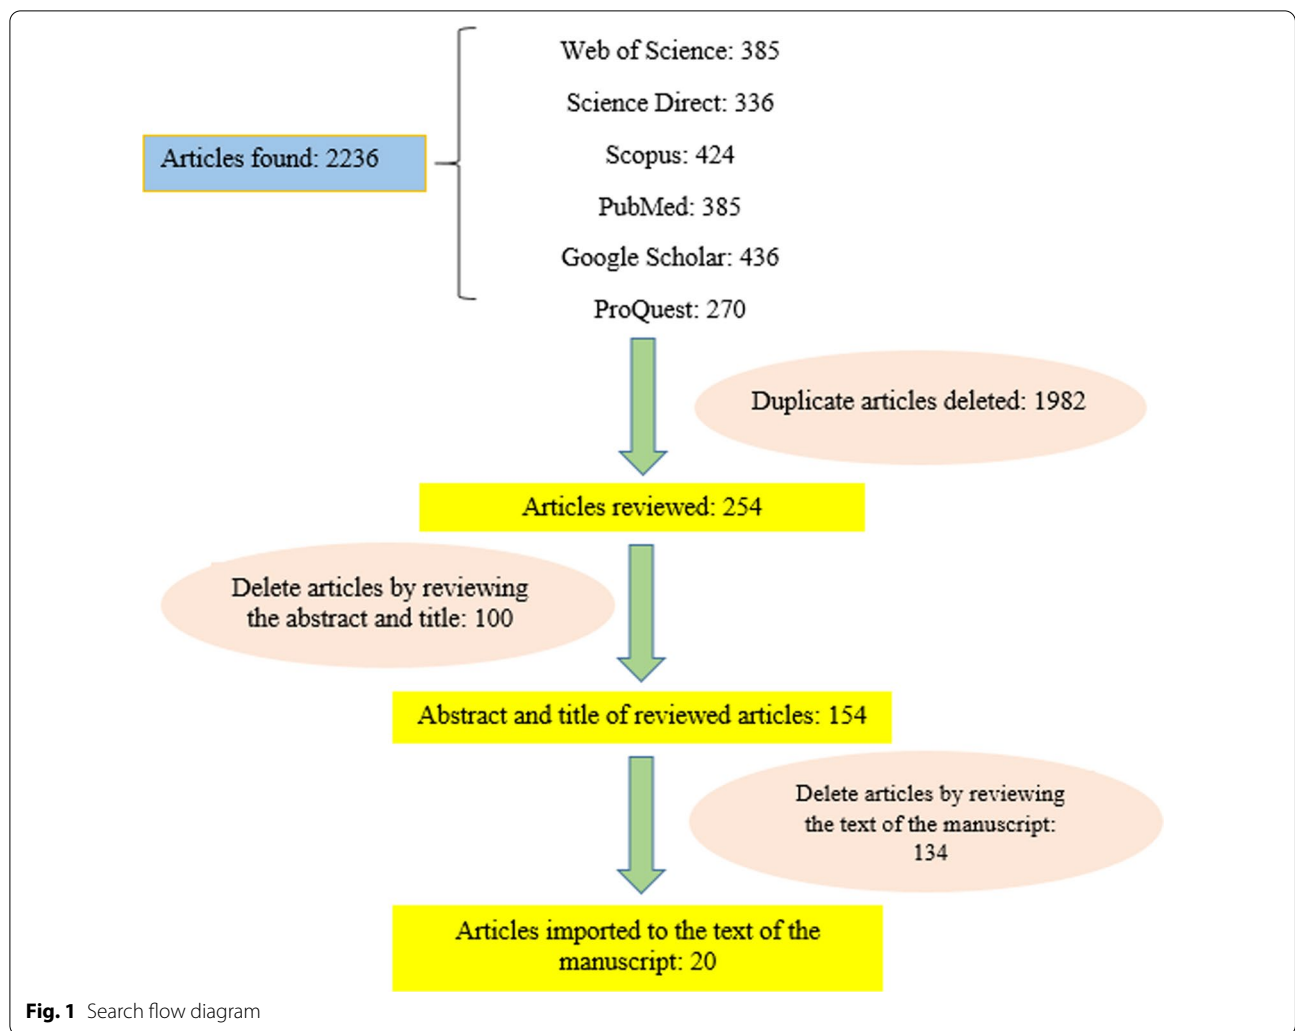 Web of Science: 385
Science Direct: 336
Scopus: 424
Articles found: 2236
PubMed: 385
Google Scholar: 436
ProQuest: 270
Duplicate articles deleted: 1982
Articles reviewed: 254
Delete articles by reviewing
the abstract and title: 100
Abstract and title of reviewed articles: 154
Delete articles by reviewing
the text of the manuscript:
134
Articles imported to the text of the
manuscript: 20
Fig. 1 Search flow diagram